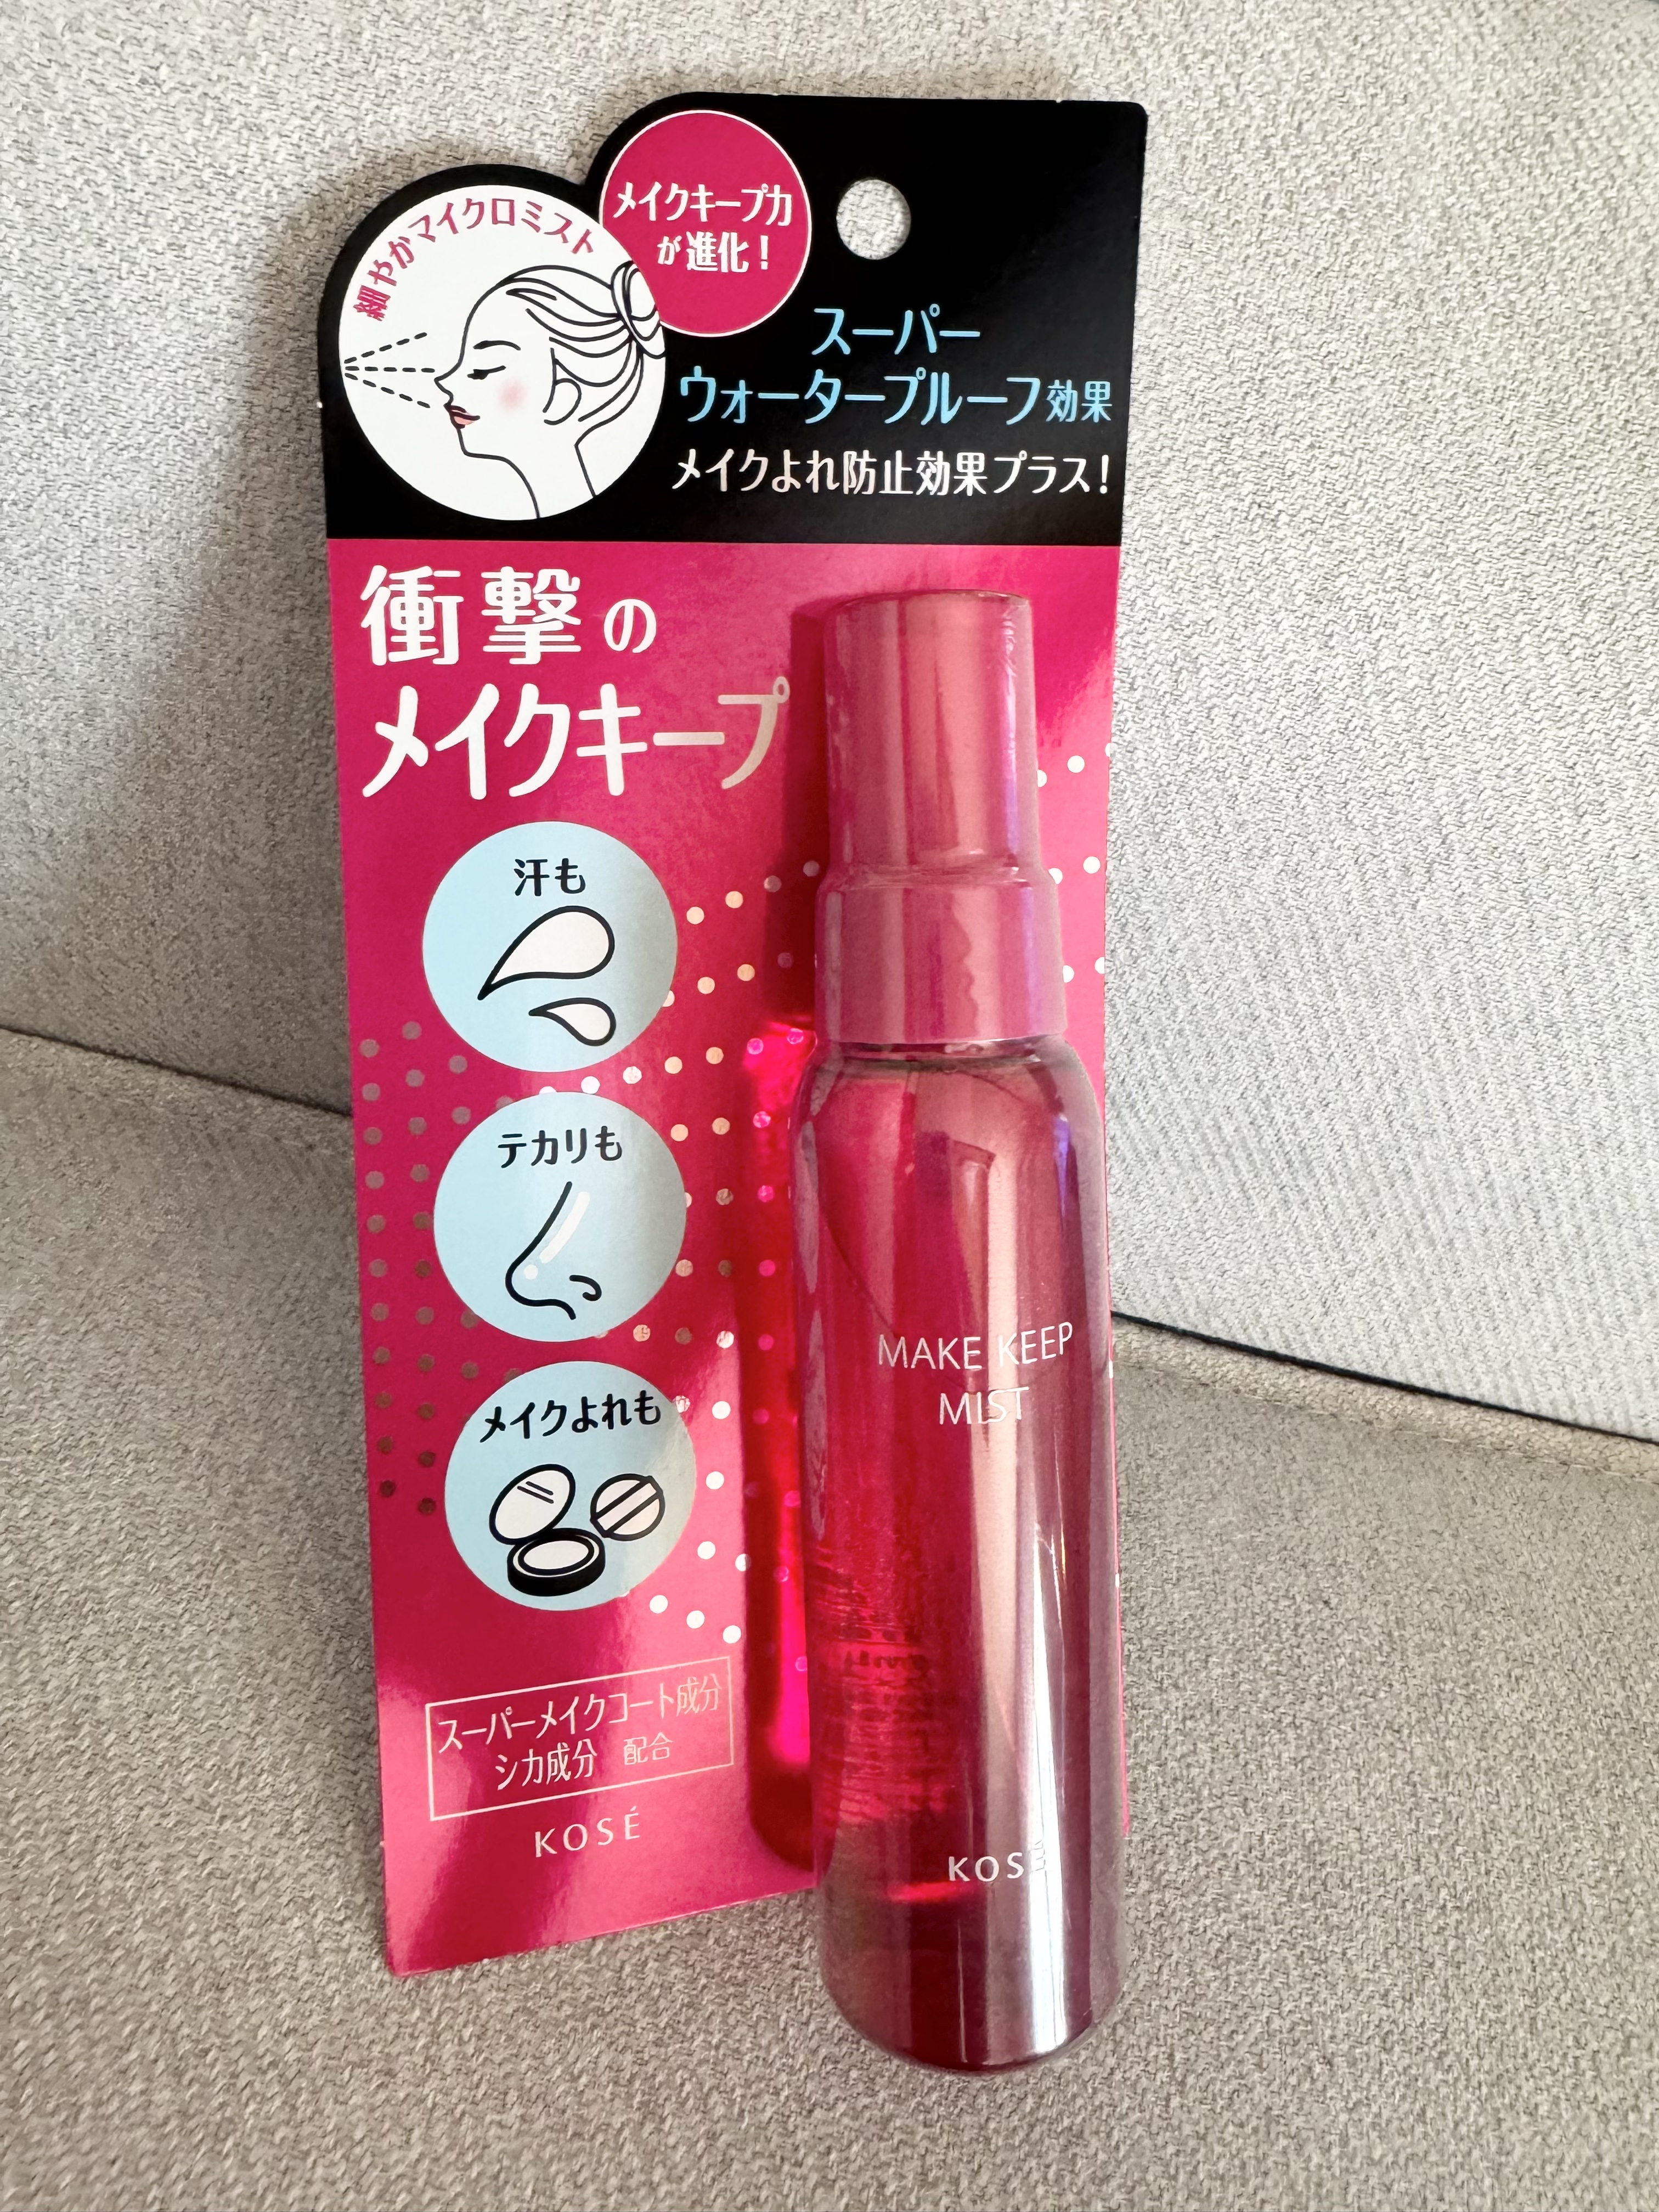 メイクキープ力
が進化！
細やかマイクロミスト
スーパー
ウォータープルーフ効果
メイクよれ防止効果プラス！
衝撃の
メイクキープ
汗も
テカリも
メイクよれも
スーパーメイクコート成分
シカ成分 配合
KOSÉ
MAKE KEEP
MIST
KOSÉ